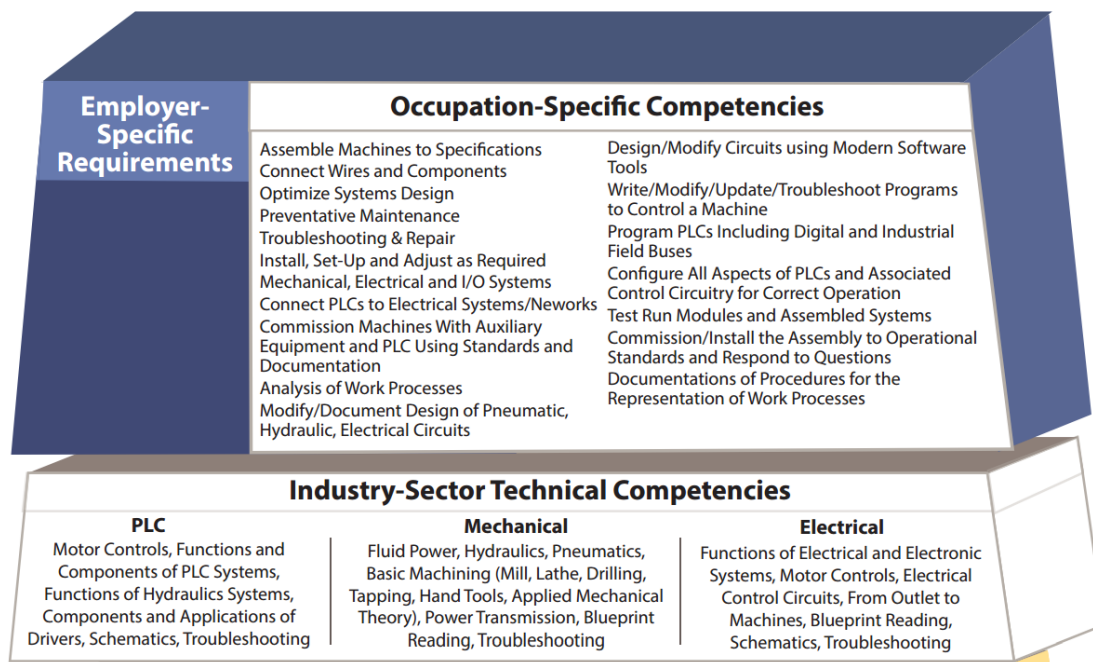 Employer-
Specific
Requirements
Occupation-Specific Competencies
Assemble Machines to Specifications
Connect Wires and Components
Optimize Systems Design
Preventative Maintenance
Troubleshooting & Repair
Install, Set-Up and Adjust as Required
Mechanical, Electrical and I/O Systems
Connect PLCs to Electrical Systems/Neworks
Commission Machines With Auxiliary
Equipment and PLC Using Standards and
Documentation
Analysis of Work Processes
Modify/Document Design of Pneumatic,
Hydraulic, Electrical Circuits
Design/Modify Circuits using Modern Software
Tools
Write/Modify/Update/Troubleshoot Programs
to Control a Machine
Program PLCs Including Digital and Industrial
Field Buses
Configure All Aspects of PLCs and Associated
Control Circuitry for Correct Operation
Test Run Modules and Assembled Systems
Commission/Install the Assembly to Operational
Standards and Respond to Questions
Documentations of Procedures for the
Representation of Work Processes
Industry-Sector Technical Competencies
PLC
Motor Controls, Functions and
Components of PLC Systems,
Functions of Hydraulics Systems,
Components and Applications of
Drivers, Schematics, Troubleshooting
Mechanical
Fluid Power, Hydraulics, Pneumatics,
Basic Machining (Mill, Lathe, Drilling,
Tapping, Hand Tools, Applied Mechanical
Theory), Power Transmission, Blueprint
Reading, Troubleshooting
Electrical
Functions of Electrical and Electronic
Systems, Motor Controls, Electrical
Control Circuits, From Outlet to
Machines, Blueprint Reading,
Schematics, Troubleshooting